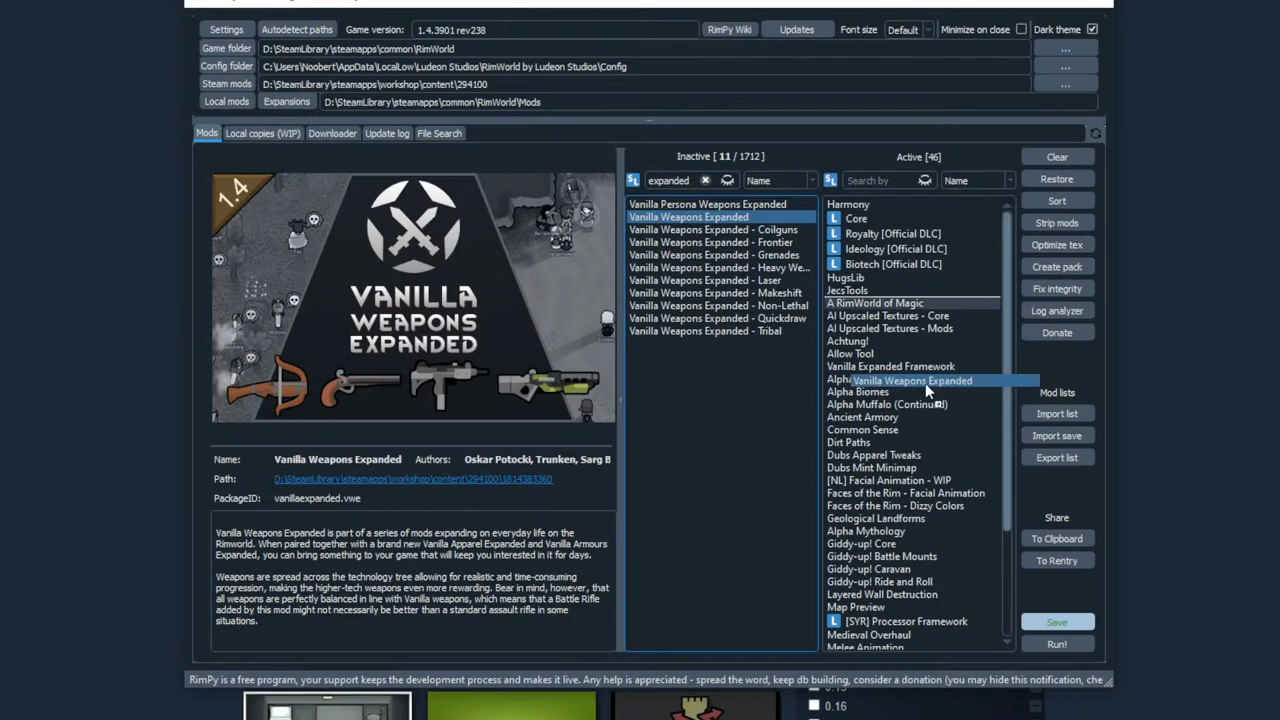 Settings
Autodetect paths
Game version:
1.4.3901 rev238
RimPy Wiki
Updates
Font size
Default
Minimize on close
Dark theme
Game folder
D:\SteamLibrary\steamapps\common\RimWorld
...
Config folder
C:\Users\Noobert\AppData\LocalLow\Ludeon Studios\RimWorld by Ludeon Studios\Config
...
Steam mods
D:\SteamLibrary\steamapps\workshop\content\294100
...
Local mods
Expansions
D:\SteamLibrary\steamapps\common\RimWorld\Mods
Mods
Local copies (WIP)
Downloader
Update log
File Search
1.4
VANILLA
WEAPONS
EXPANDED
Name:
Vanilla Weapons Expanded
Authors:
Oskar Potocki, Trunken, Sarg B
Path:
D:\SteamLibrary\steamapps\workshop\content\294100\1814383360
PackageID:
vanillaexpanded.vwe
Vanilla Weapons Expanded is part of a series of mods expanding on everyday life on the
Rimworld. When paired together with a brand new Vanilla Apparel Expanded and Vanilla Armours
Expanded, you can bring something to your game that will keep you interested in it for days.
Weapons are spread across the technology tree allowing for realistic and time-consuming
progression, making the higher-tech weapons even more rewarding. Bear in mind, however, that
all weapons are perfectly balanced in line with Vanilla weapons, which means that a Battle Rifle
added by this mod might not necessarily be better than a standard assault rifle in some
situations.
Inactive [ 11 / 1712 ]
SL
expanded
Name
Vanilla Persona Weapons Expanded
Vanilla Weapons Expanded
Vanilla Weapons Expanded - Coilguns
Vanilla Weapons Expanded - Frontier
Vanilla Weapons Expanded - Grenades
Vanilla Weapons Expanded - Heavy We...
Vanilla Weapons Expanded - Laser
Vanilla Weapons Expanded - Makeshift
Vanilla Weapons Expanded - Non-Lethal
Vanilla Weapons Expanded - Quickdraw
Vanilla Weapons Expanded - Tribal
Active [46]
SL
Search by
Name
Harmony
L Core
L Royalty [Official DLC]
L Ideology [Official DLC]
L Biotech [Official DLC]
HugsLib
JecsTools
A RimWorld of Magic
AI Upscaled Textures - Core
AI Upscaled Textures - Mods
Achtung!
Allow Tool
Vanilla Expanded Framework
Alpha
Vanilla Weapons Expanded
Alpha Biomes
Alpha Muffalo (Continued)
Ancient Armory
Common Sense
Dirt Paths
Dubs Apparel Tweaks
Dubs Mint Minimap
[NL] Facial Animation - WIP
Faces of the Rim - Facial Animation
Faces of the Rim - Dizzy Colors
Geological Landforms
Alpha Mythology
Giddy-up! Core
Giddy-up! Battle Mounts
Giddy-up! Caravan
Giddy-up! Ride and Roll
Layered Wall Destruction
Map Preview
L [SYR] Processor Framework
Medieval Overhaul
Melee Animation
Clear
Restore
Sort
Strip mods
Optimize tex
Create pack
Fix integrity
Log analyzer
Donate
Mod lists
Import list
Import save
Export list
Share
To Clipboard
To Rentry
Save
Run!
RimPy is a free program, your support keeps the development process and makes it live. Any help is appreciated - spread the word, keep db building, consider a donation (you may hide this notification, che
0.16